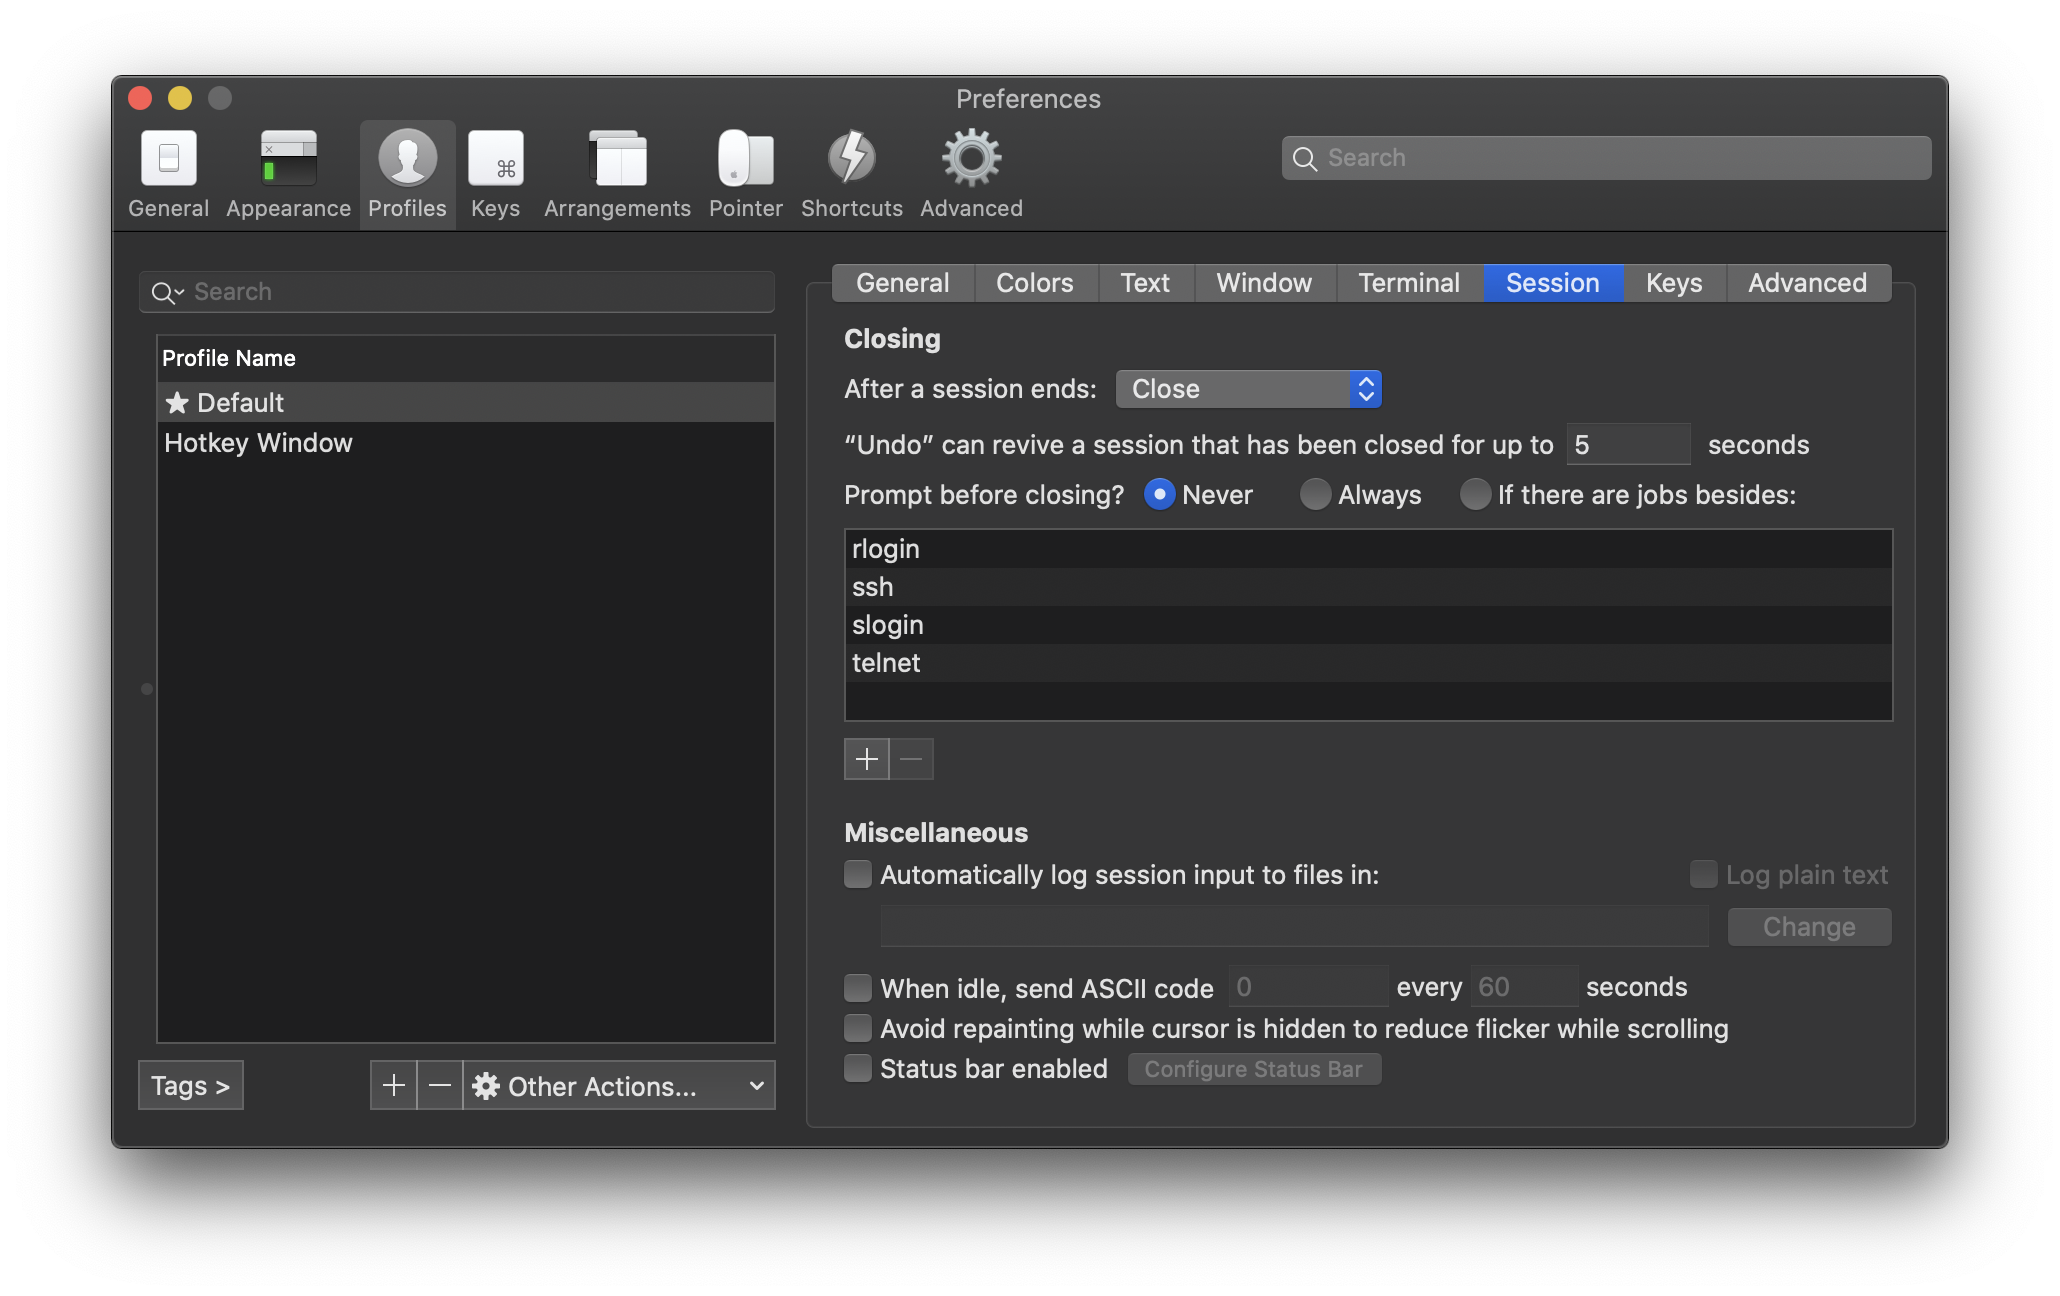 Preferences
General Appearance Profiles Keys Arrangements Pointer Shortcuts Advanced
Search
Search
Profile Name
★ Default
Hotkey Window
Tags >
Other Actions...
General Colors Text Window Terminal Session Keys Advanced
Closing
After a session ends: Close
“Undo” can revive a session that has been closed for up to 5 seconds
Prompt before closing? Never Always If there are jobs besides:
rlogin
ssh
slogin
telnet
Miscellaneous
Automatically log session input to files in: Log plain text
Change
When idle, send ASCII code 0 every 60 seconds
Avoid repainting while cursor is hidden to reduce flicker while scrolling
Status bar enabled Configure Status Bar